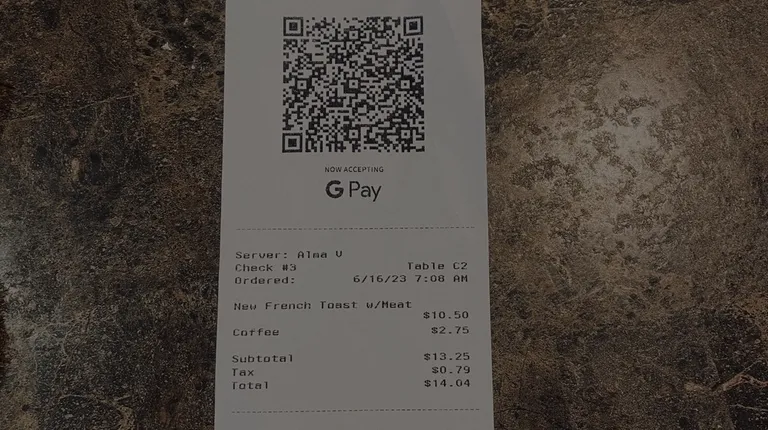 NOW ACCEPTING
G Pay
Server: Alma V
Check #3 Table C2
Ordered: 6/16/23 7:08 AM
New French Toast w/Meat
$10.50
Coffee $2.75
Subtotal $13.25
Tax $0.79
Total $14.04